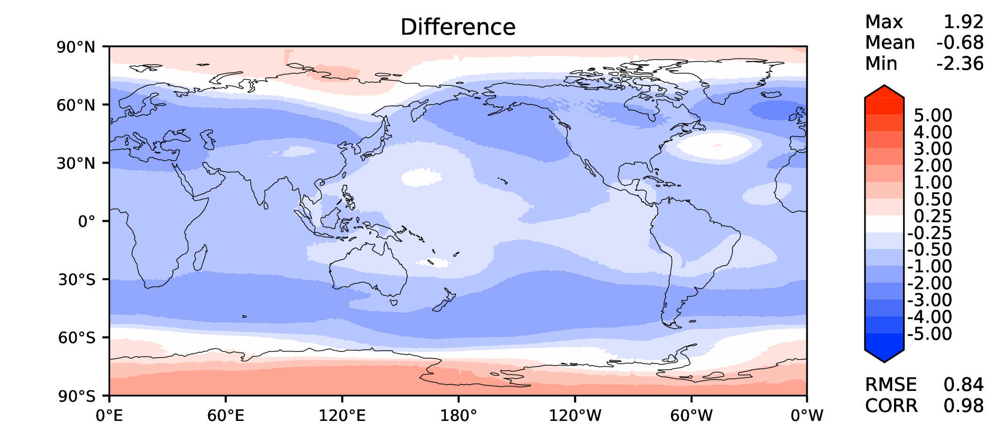 Difference
Max 1.92
Mean -0.68
Min -2.36
90°N
60°N
30°N
0°
30°S
60°S
90°S
0°E 60°E 120°E 180° 120°W 60°W 0°W
5.00
4.00
3.00
2.00
1.00
0.50
0.25
-0.25
-0.50
-1.00
-2.00
-3.00
-4.00
-5.00
RMSE 0.84
CORR 0.98